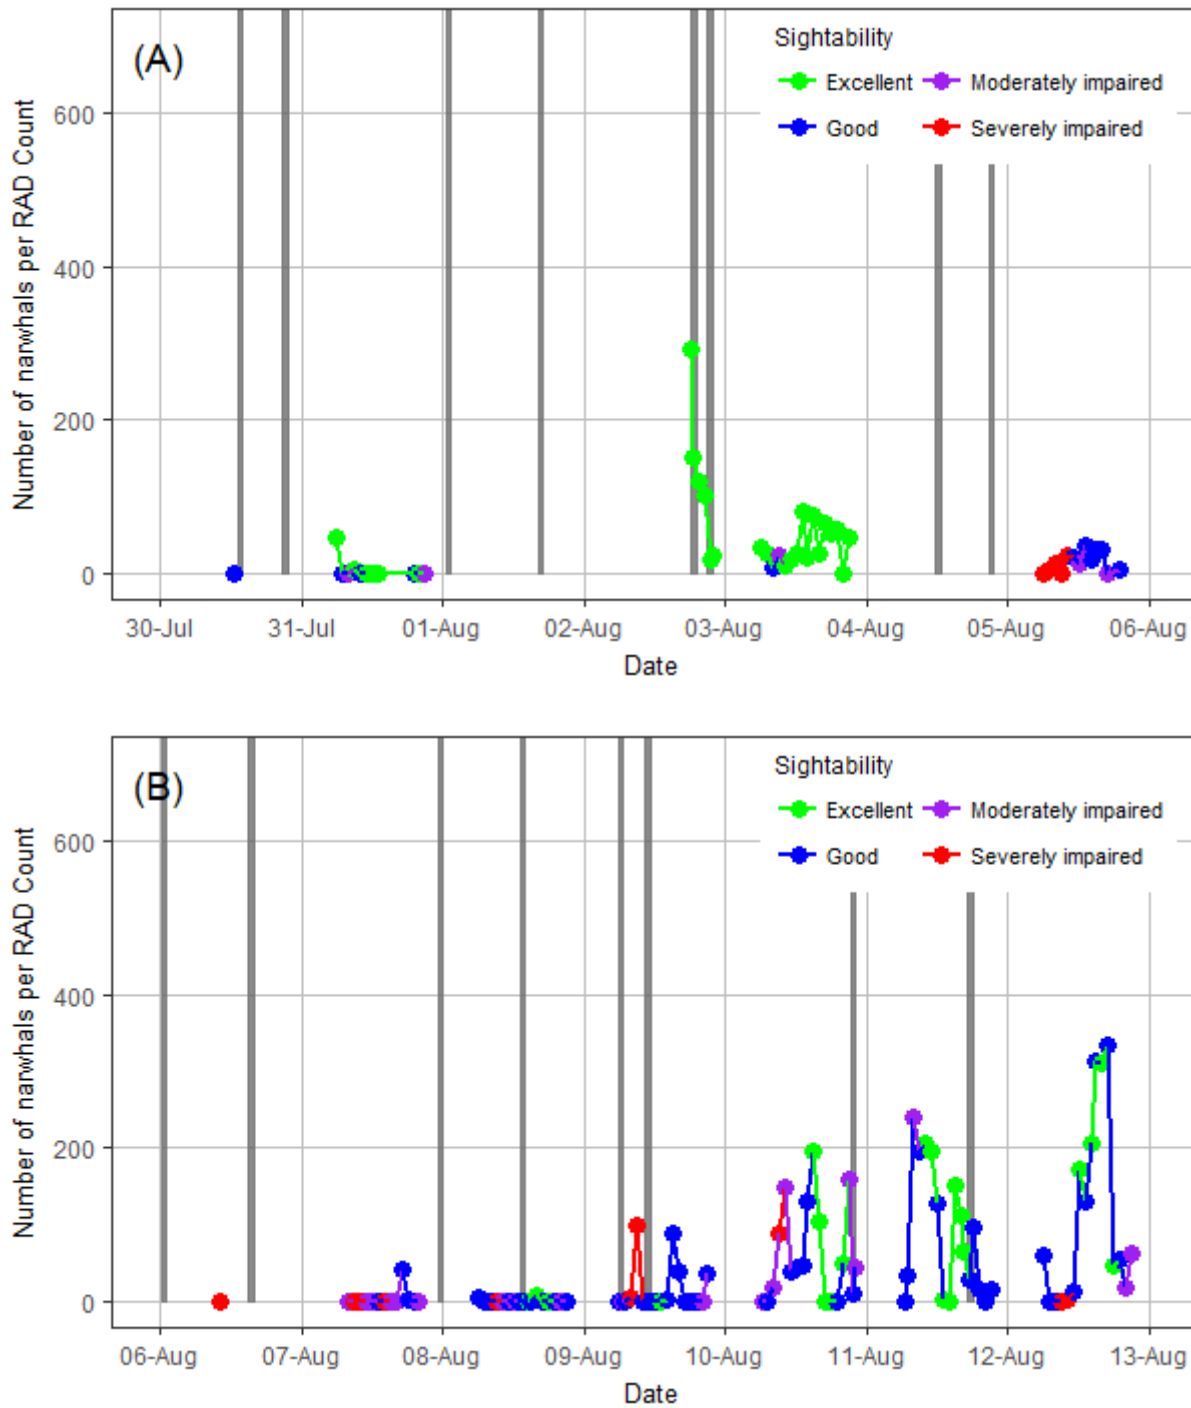 (A)
Sightability
Excellent
Moderately impaired
Good
Severely impaired
Number of narwhals per RAD Count
600
400
200
0
30-Jul
31-Jul
01-Aug
02-Aug
03-Aug
04-Aug
05-Aug
06-Aug
Date
(B)
Sightability
Excellent
Moderately impaired
Good
Severely impaired
Number of narwhals per RAD Count
600
400
200
0
06-Aug
07-Aug
08-Aug
09-Aug
10-Aug
11-Aug
12-Aug
13-Aug
Date